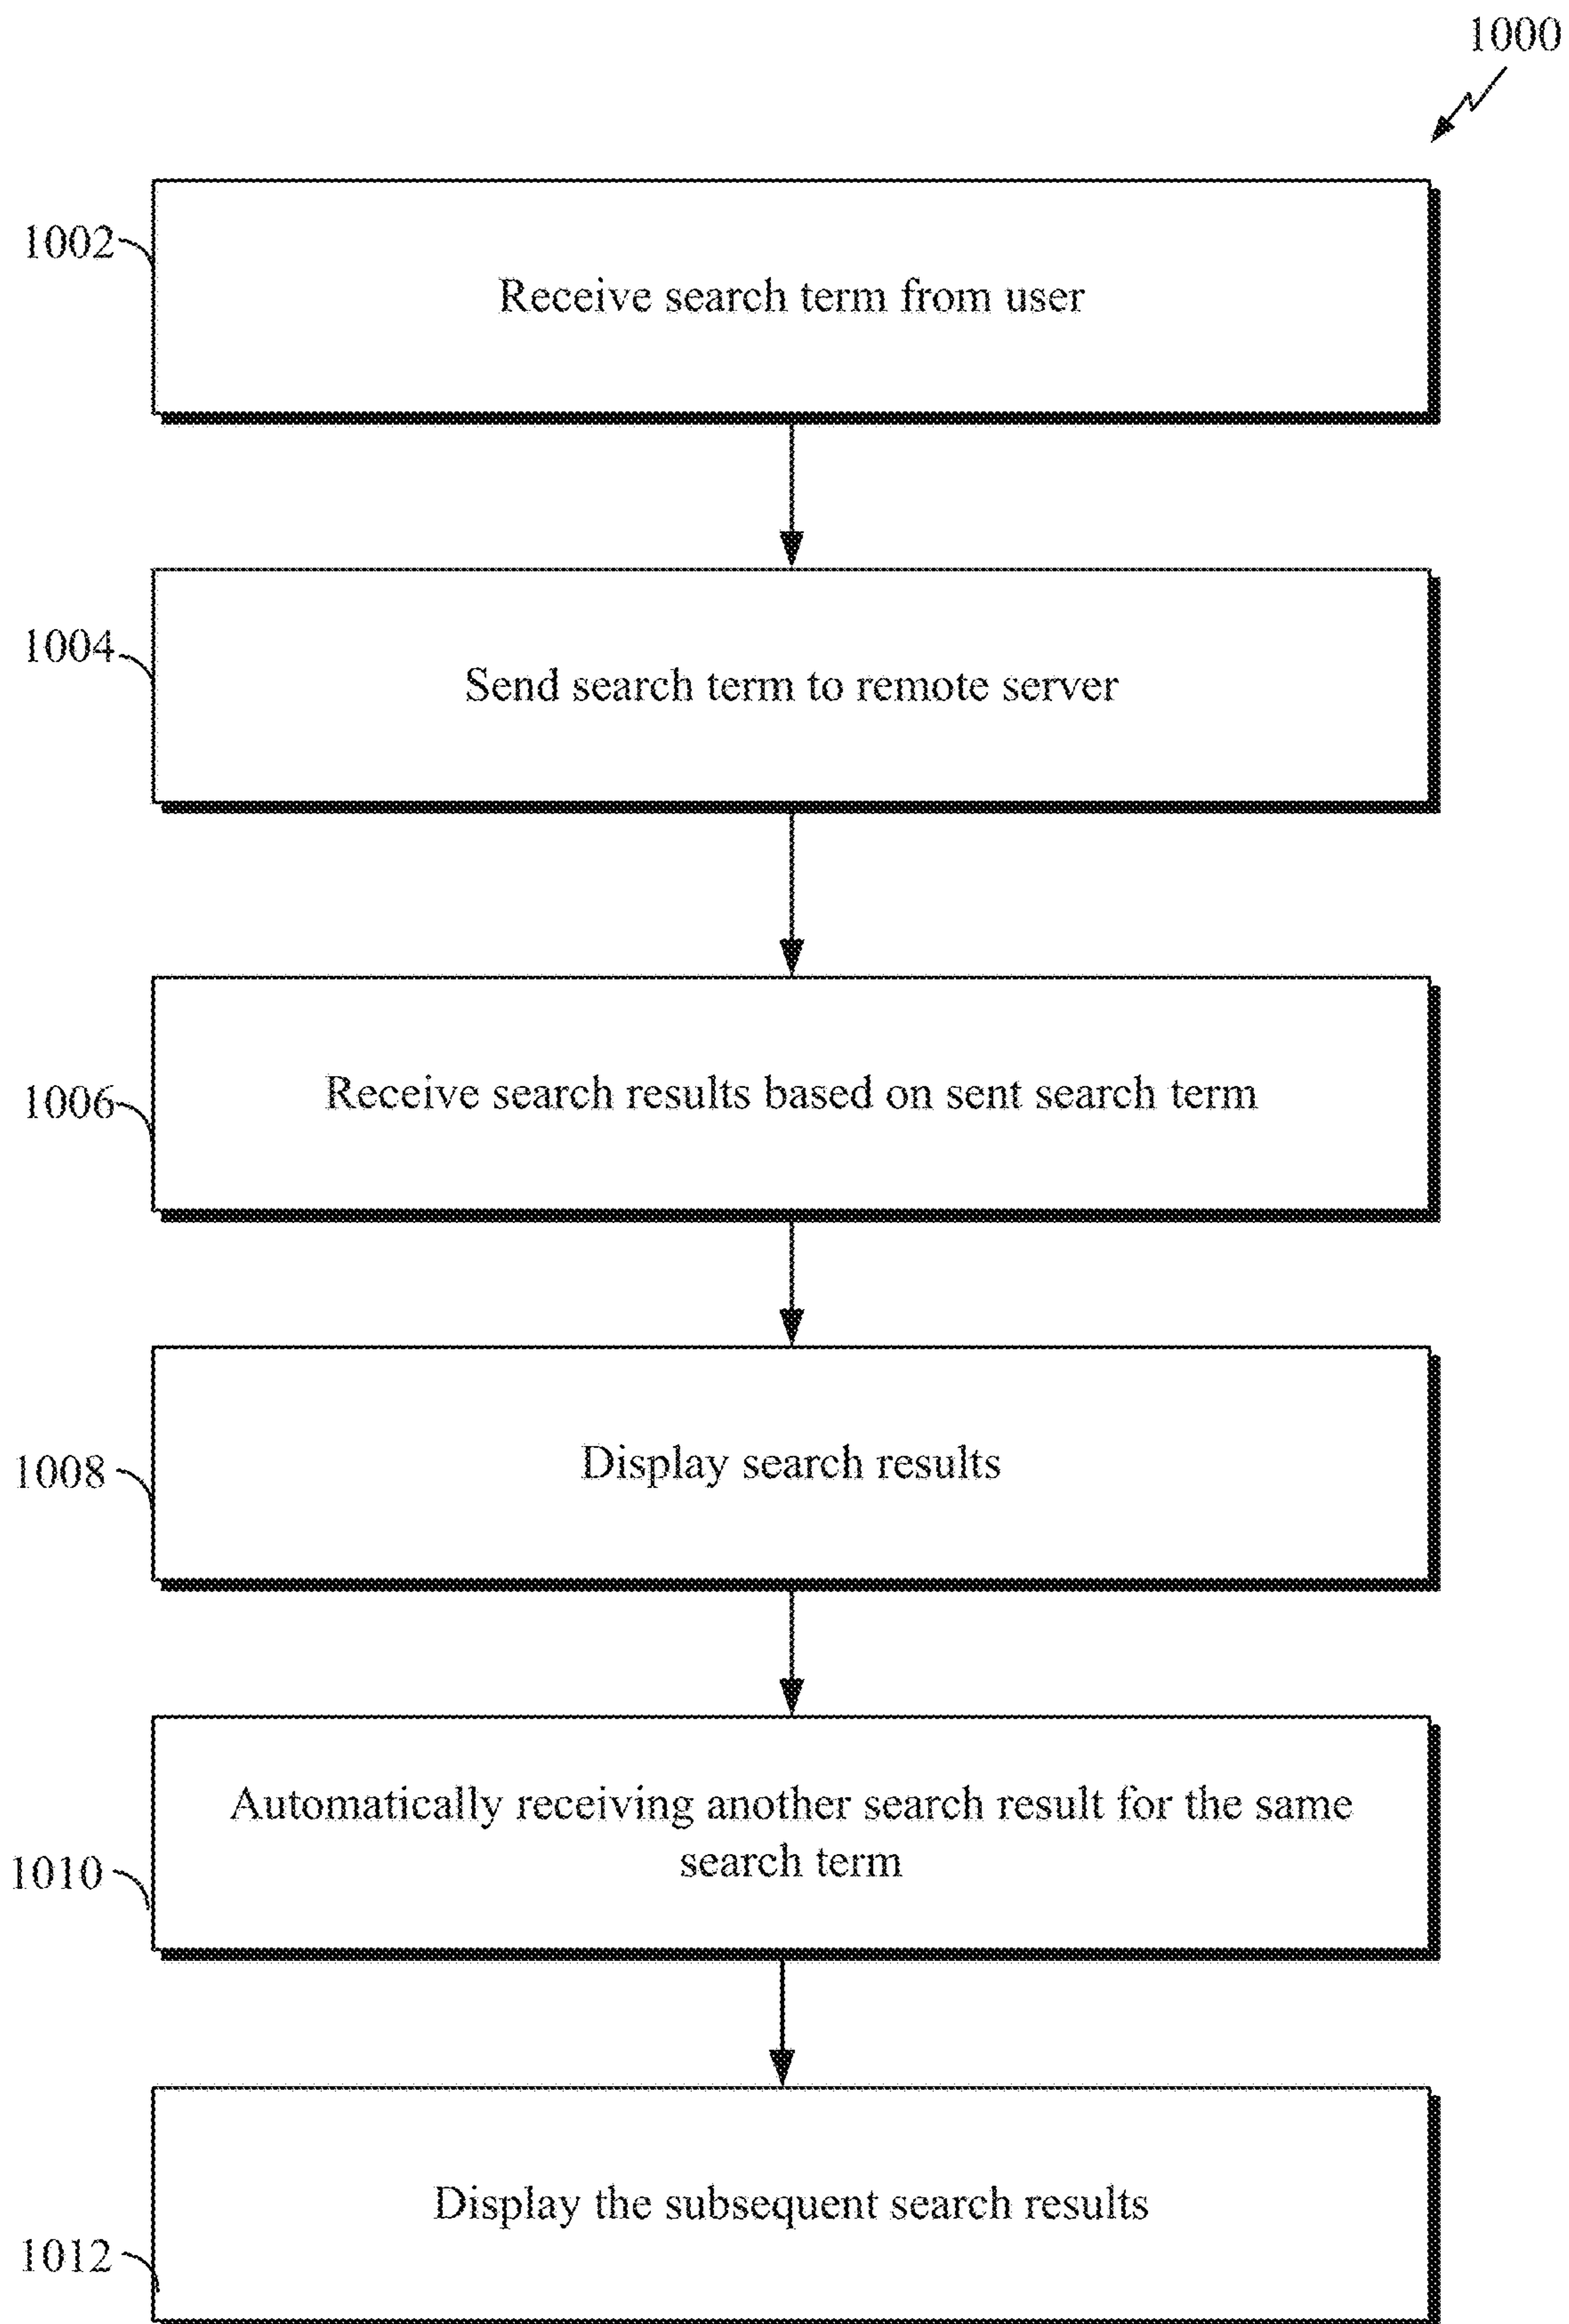 1000
1002
Receive search term from user
1004
Send search term to remote server
1006
Receive search results based on sent search term
1008
Display search results
Automatically receiving another search result for the same
search term
1010
Display the subsequent search results
1012